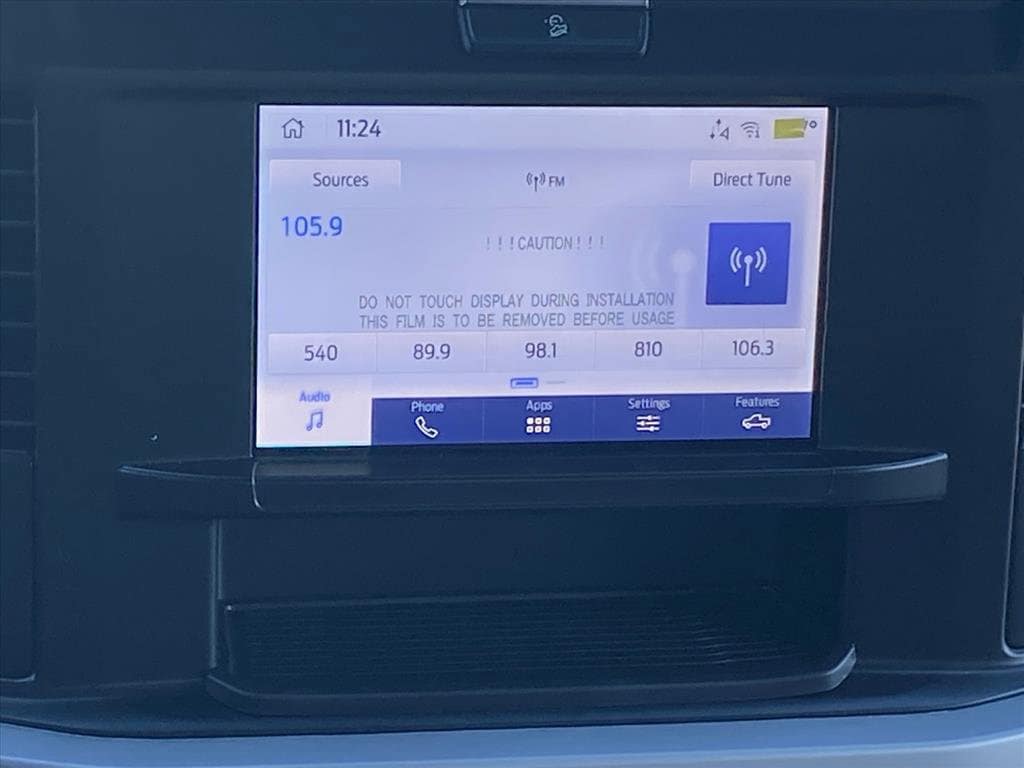 11:24
Sources
FM
Direct Tune
105.9
! ! ! CAUTION ! ! !
DO NOT TOUCH DISPLAY DURING INSTALLATION
THIS FILM IS TO BE REMOVED BEFORE USAGE
540 89.9 98.1 810 106.3
Audio Phone Apps Settings Features